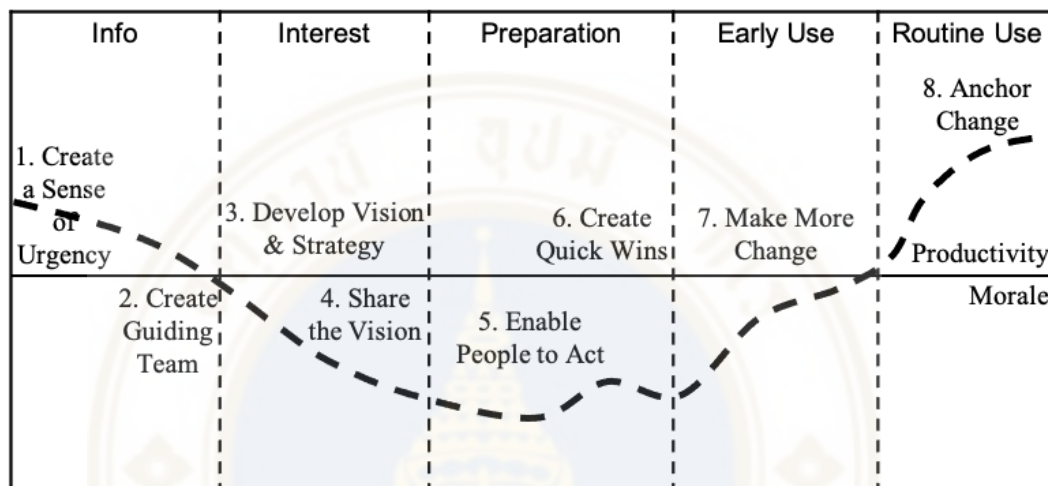 Info
Interest
Preparation
Early Use
Routine Use
1. Create
a Sense
of
Urgency
2. Create
Guiding
Team
3. Develop Vision
& Strategy
4. Share
the Vision
5. Enable
People to Act
6. Create
Quick Wins
7. Make More
Change
8. Anchor
Change
Productivity
Morale